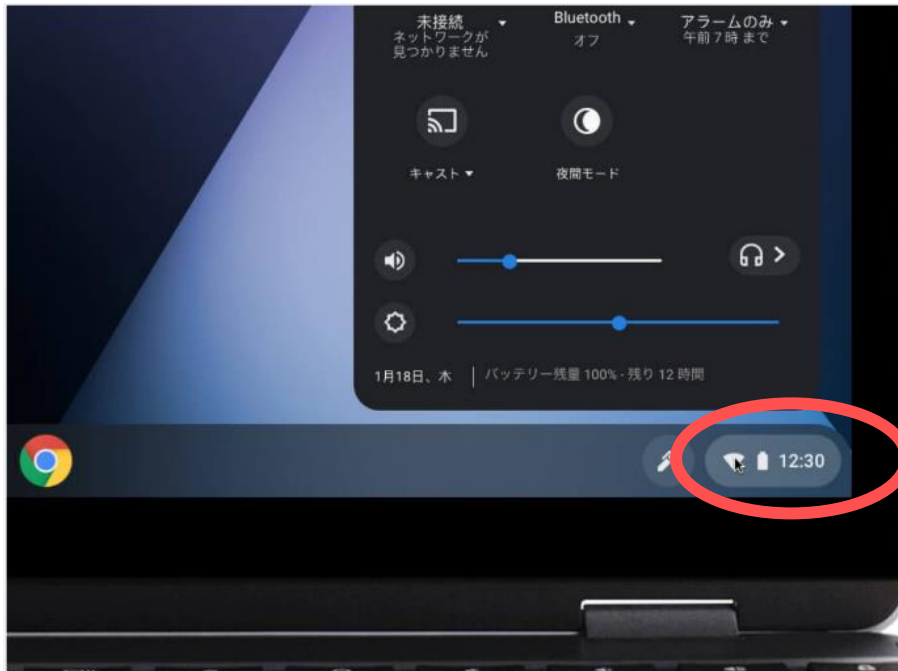 未接続
ネットワークが
見つかりません
Bluetooth
オフ
アラームのみ
午前7時まで
キャスト
夜間モード
1月18日、木
バッテリー残量 100% - 残り 12 時間
12:30